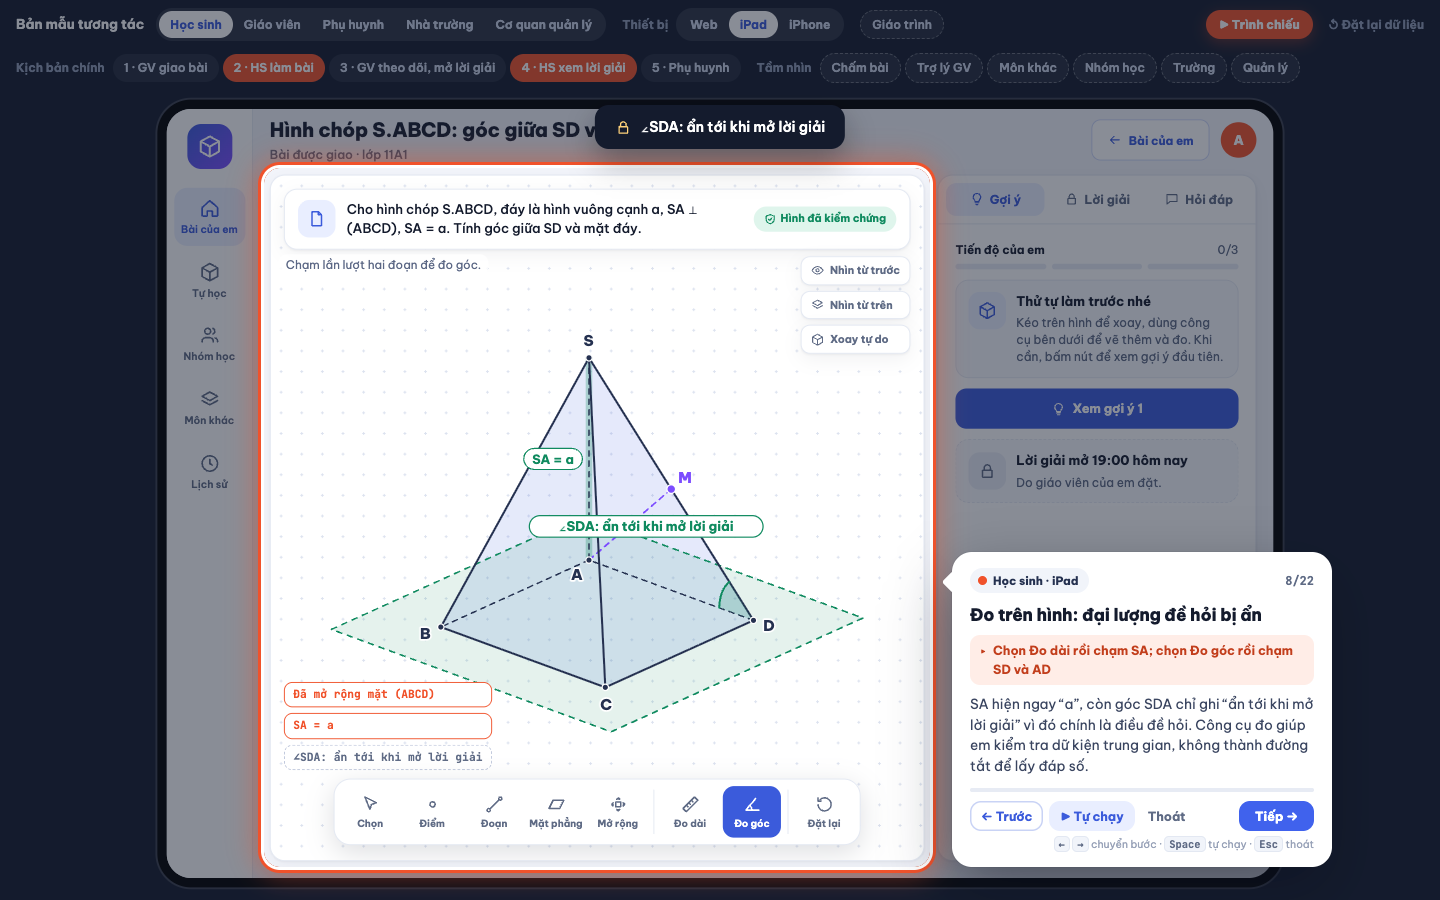 Bản mẫu tương tác
Học sinh
Giáo viên
Phụ huynh
Nhà trường
Cơ quan quản lý
Thiết bị
Web
iPad
iPhone
Giáo trình
Trình chiếu
Đặt lại dữ liệu
Kịch bản chính
1 · GV giao bài
2 · HS làm bài
3 · GV theo dõi, mở lời giải
4 · HS xem lời giải
5 · Phụ huynh
Tầm nhìn
Chấm bài
Trợ lý GV
Môn khác
Nhóm học
Trường
Quản lý
Hình chóp S.ABCD: góc giữa SD v
∠SDA: ẩn tới khi mở lời giải
Bài được giao · lớp 11A1
← Bài của em
A
Bài của em
Tự học
Nhóm học
Môn khác
Lịch sử
Cho hình chóp S.ABCD, đáy là hình vuông cạnh a, SA ⊥
(ABCD), SA = a. Tính góc giữa SD và mặt đáy.
Hình đã kiểm chứng
Chạm lần lượt hai đoạn để đo góc.
Nhìn từ trước
Nhìn từ trên
Xoay tự do
S
SA = a
M
∠SDA: ẩn tới khi mở lời giải
A
B
D
C
Đã mở rộng mặt (ABCD)
SA = a
∠SDA: ẩn tới khi mở lời giải
Chọn
Điểm
Đoạn
Mặt phẳng
Mở rộng
Đo dài
Đo góc
Đặt lại
Gợi ý
Lời giải
Hỏi đáp
Tiến độ của em
0/3
Thử tự làm trước nhé
Kéo trên hình để xoay, dùng công
cụ bên dưới để vẽ thêm và đo. Khi
cần, bấm nút để xem gợi ý đầu tiên.
Xem gợi ý 1
Lời giải mở 19:00 hôm nay
Do giáo viên của em đặt.
Học sinh · iPad
8/22
Đo trên hình: đại lượng đề hỏi bị ẩn
▸ Chọn Đo dài rồi chạm SA; chọn Đo góc rồi chạm
SD và AD
SA hiện ngay “a”, còn góc SDA chỉ ghi “ẩn tới khi mở
lời giải” vì đó chính là điều đề hỏi. Công cụ đo giúp
em kiểm tra dữ kiện trung gian, không thành đường
tắt để lấy đáp số.
← Trước
Tự chạy
Thoát
Tiếp →
← → chuyển bước · Space tự chạy · Esc thoát